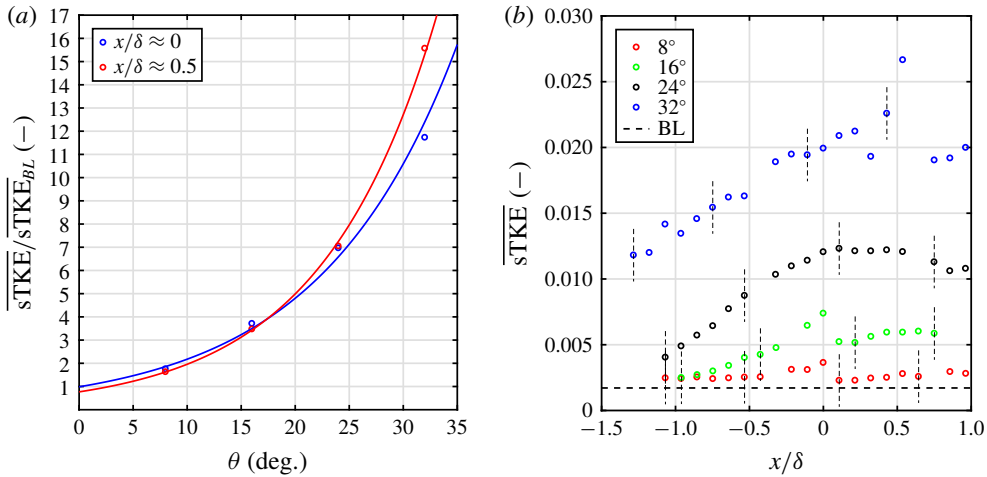 (a)
17
16
15
14
13
12
11
10
9
8
7
6
5
4
3
2
1
0 5 10 15 20 25 30 35
θ (deg.)
sTKE/sTKE_BL (—)
x/δ ≈ 0
x/δ ≈ 0.5
(b)
0.030
0.025
0.020
0.015
0.010
0.005
0
−1.5 −1.0 −0.5 0 0.5 1.0
x/δ
sTKE (—)
8°
16°
24°
32°
BL